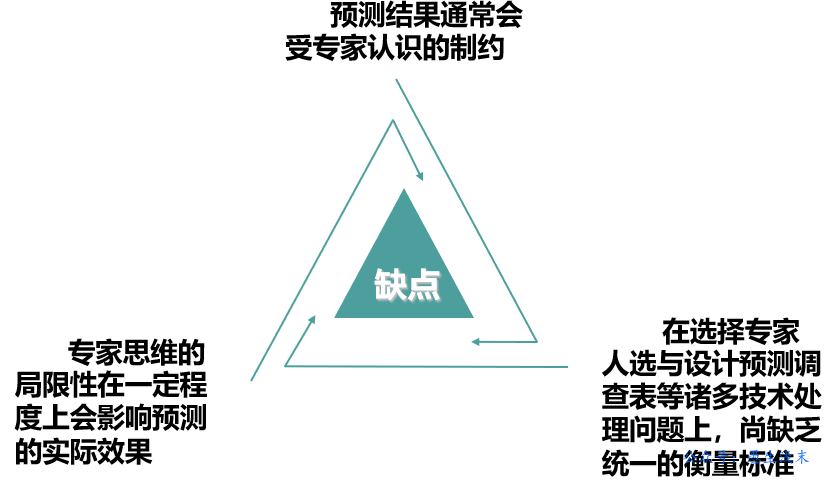 预测结果通常会
受专家认识的制约
缺点
专家思维的
局限性在一定程
度上会影响预测
的实际效果
在选择专家
人选与设计预测调
查表等诸多技术处
理问题上，尚缺乏
统一的衡量标准